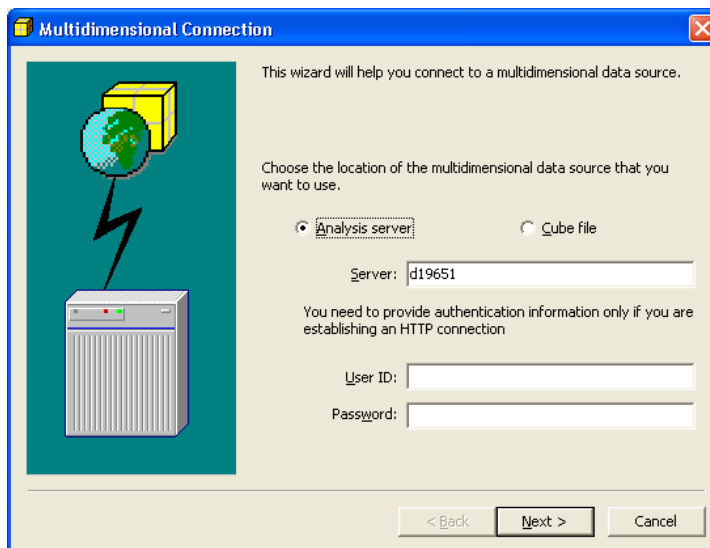 Multidimensional Connection
This wizard will help you connect to a multidimensional data source.
Choose the location of the multidimensional data source that you
want to use.
Analysis server
Cube file
Server: d19651
You need to provide authentication information only if you are
establishing an HTTP connection
User ID:
Password:
< Back
Next >
Cancel